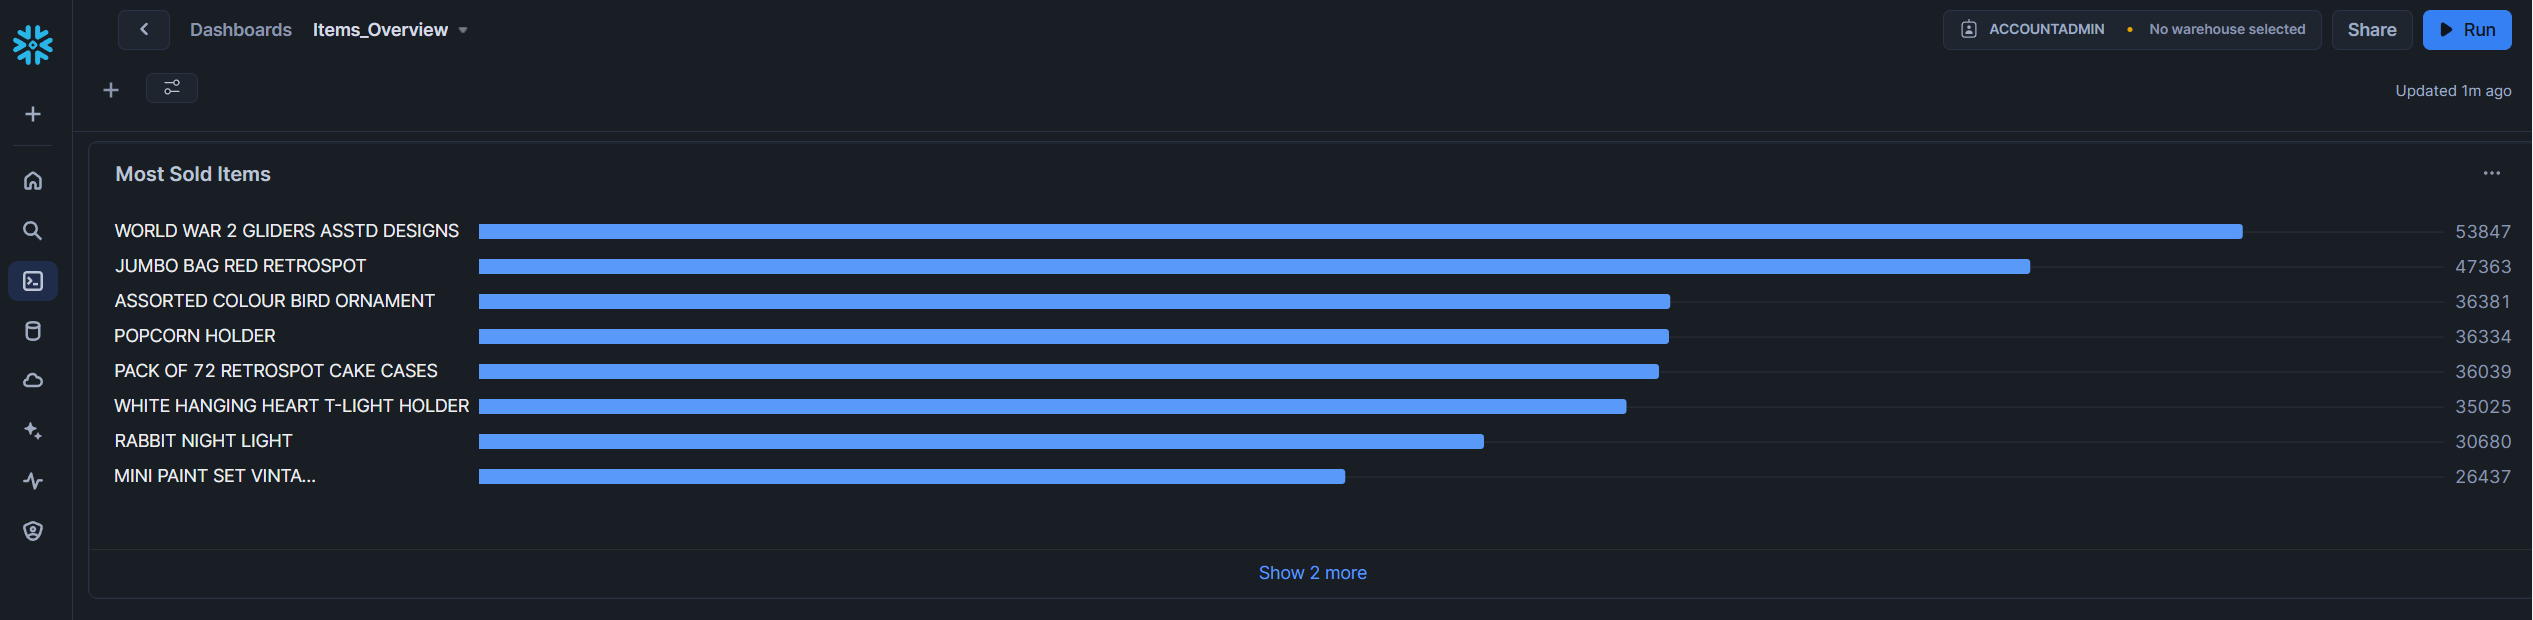 Dashboards Items_Overview
ACCOUNTADMIN • No warehouse selected
Share
Run
Updated 1m ago
Most Sold Items
WORLD WAR 2 GLIDERS ASSTD DESIGNS 53847
JUMBO BAG RED RETROSPOT 47363
ASSORTED COLOUR BIRD ORNAMENT 36381
POPCORN HOLDER 36334
PACK OF 72 RETROSPOT CAKE CASES 36039
WHITE HANGING HEART T-LIGHT HOLDER 35025
RABBIT NIGHT LIGHT 30680
MINI PAINT SET VINTA... 26437
Show 2 more